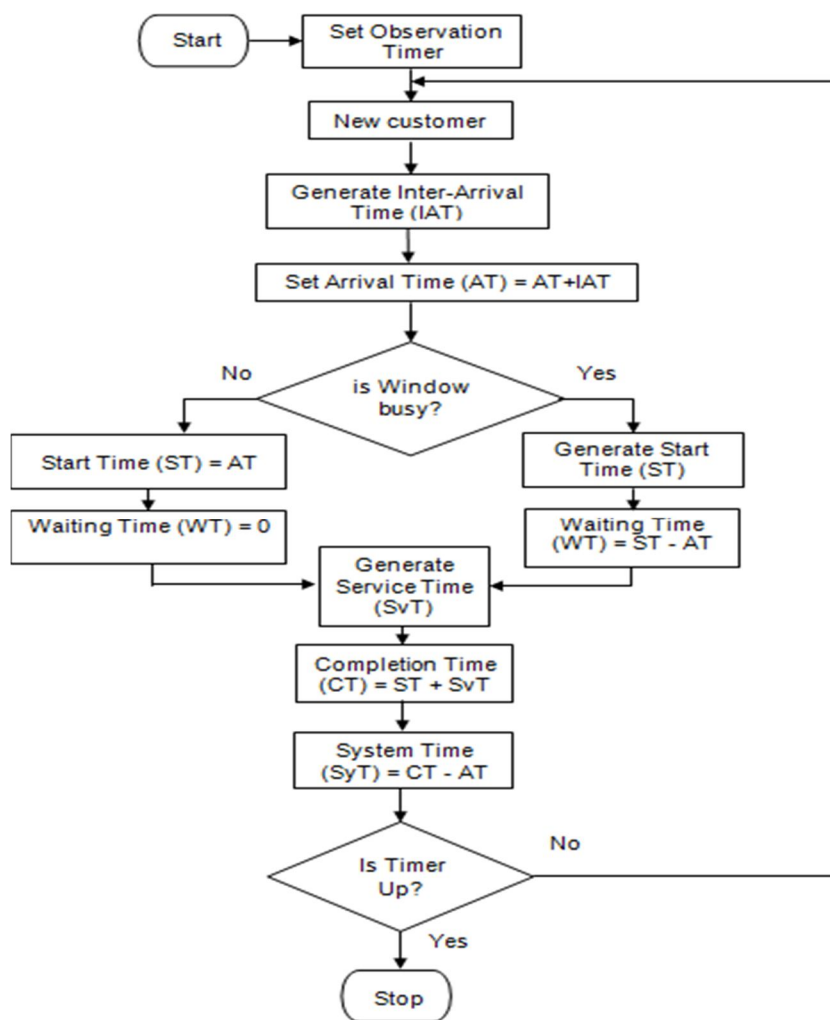 Start
Set Observation
Timer
New customer
Generate Inter-Arrival
Time (IAT)
Set Arrival Time (AT) = AT+IAT
No
is Window
busy?
Yes
Start Time (ST) = AT
Generate Start
Time (ST)
Waiting Time (WT) = 0
Waiting Time
(WT) = ST - AT
Generate
Service Time
(SvT)
Completion Time
(CT) = ST + SvT
System Time
(SyT) = CT - AT
Is Timer
Up?
No
Yes
Stop